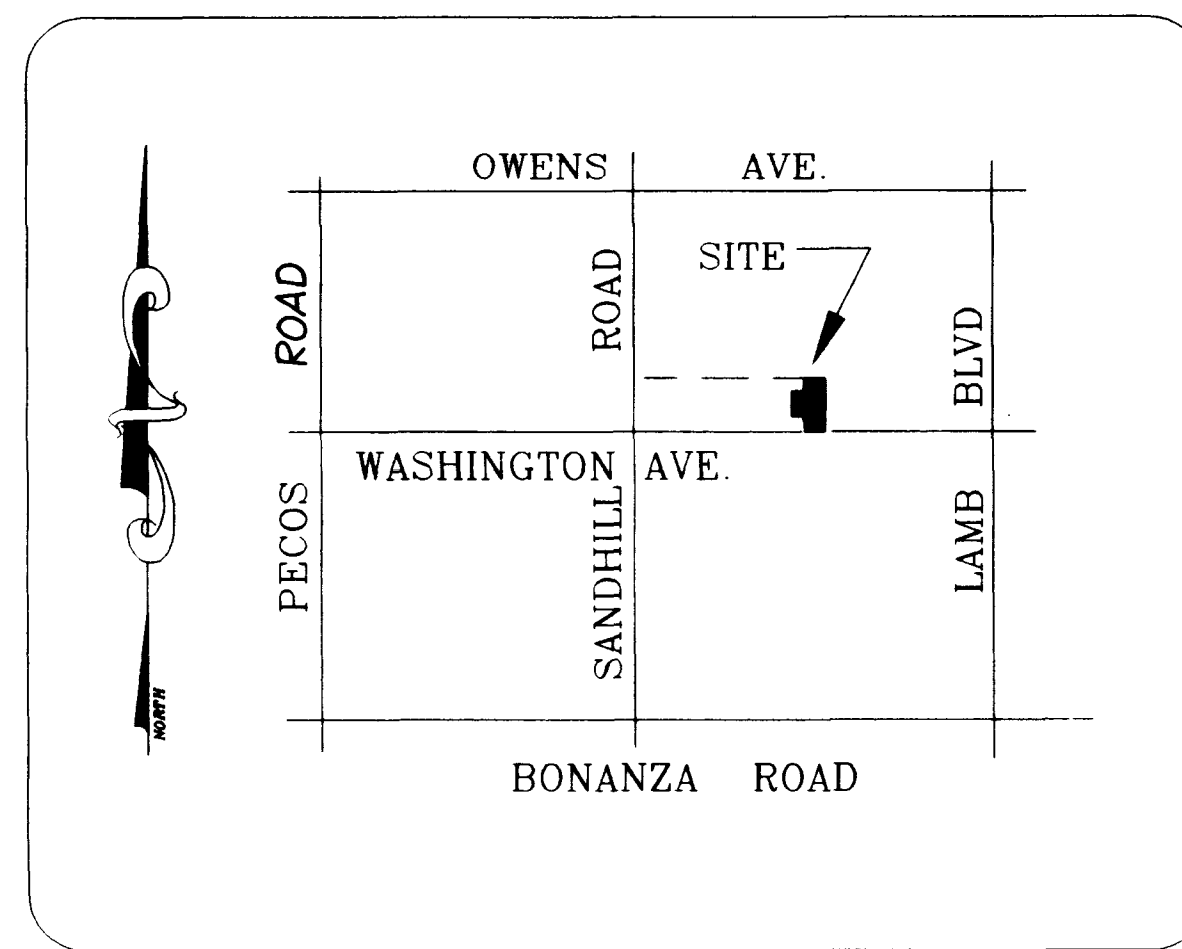 OWENS AVE.
SITE
ROAD
ROAD
BLVD
WASHINGTON AVE.
PECOS
SANDHILL
LAMB
NORTH
BONANZA ROAD